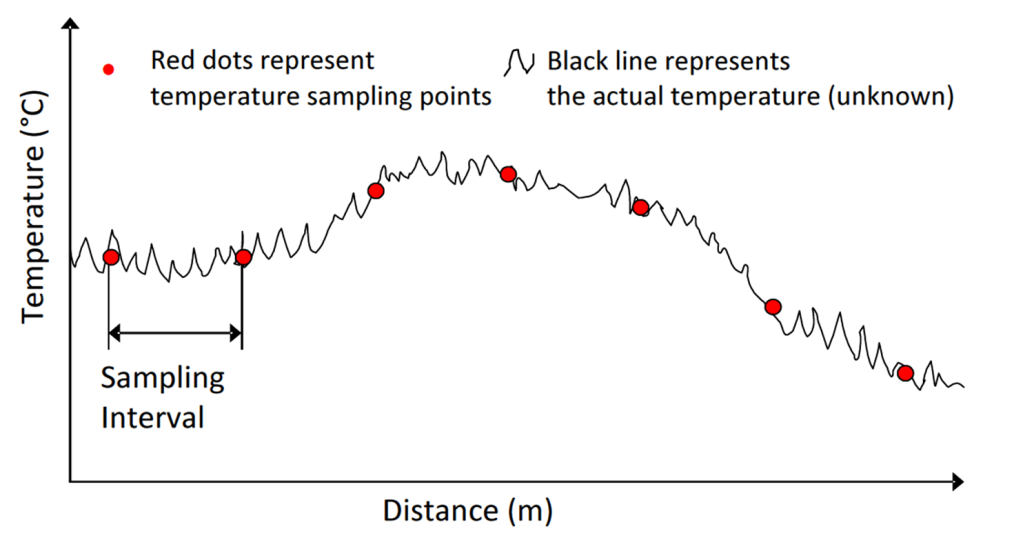 Red dots represent
temperature sampling points
Black line represents
the actual temperature (unknown)
Temperature (°C)
Sampling
Interval
Distance (m)